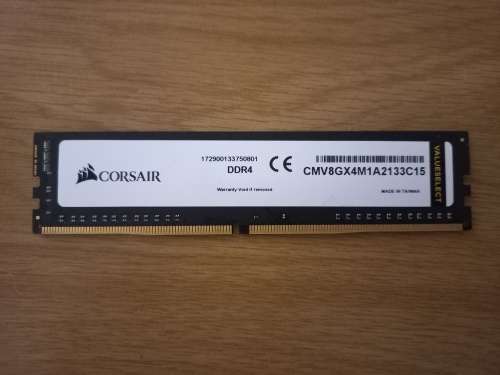 CORSAIR
172900133750801
DDR4
Warranty Void if removed
CE
CMV8GX4M1A2133C15
MADE IN TAIWAN
VALUESELECT